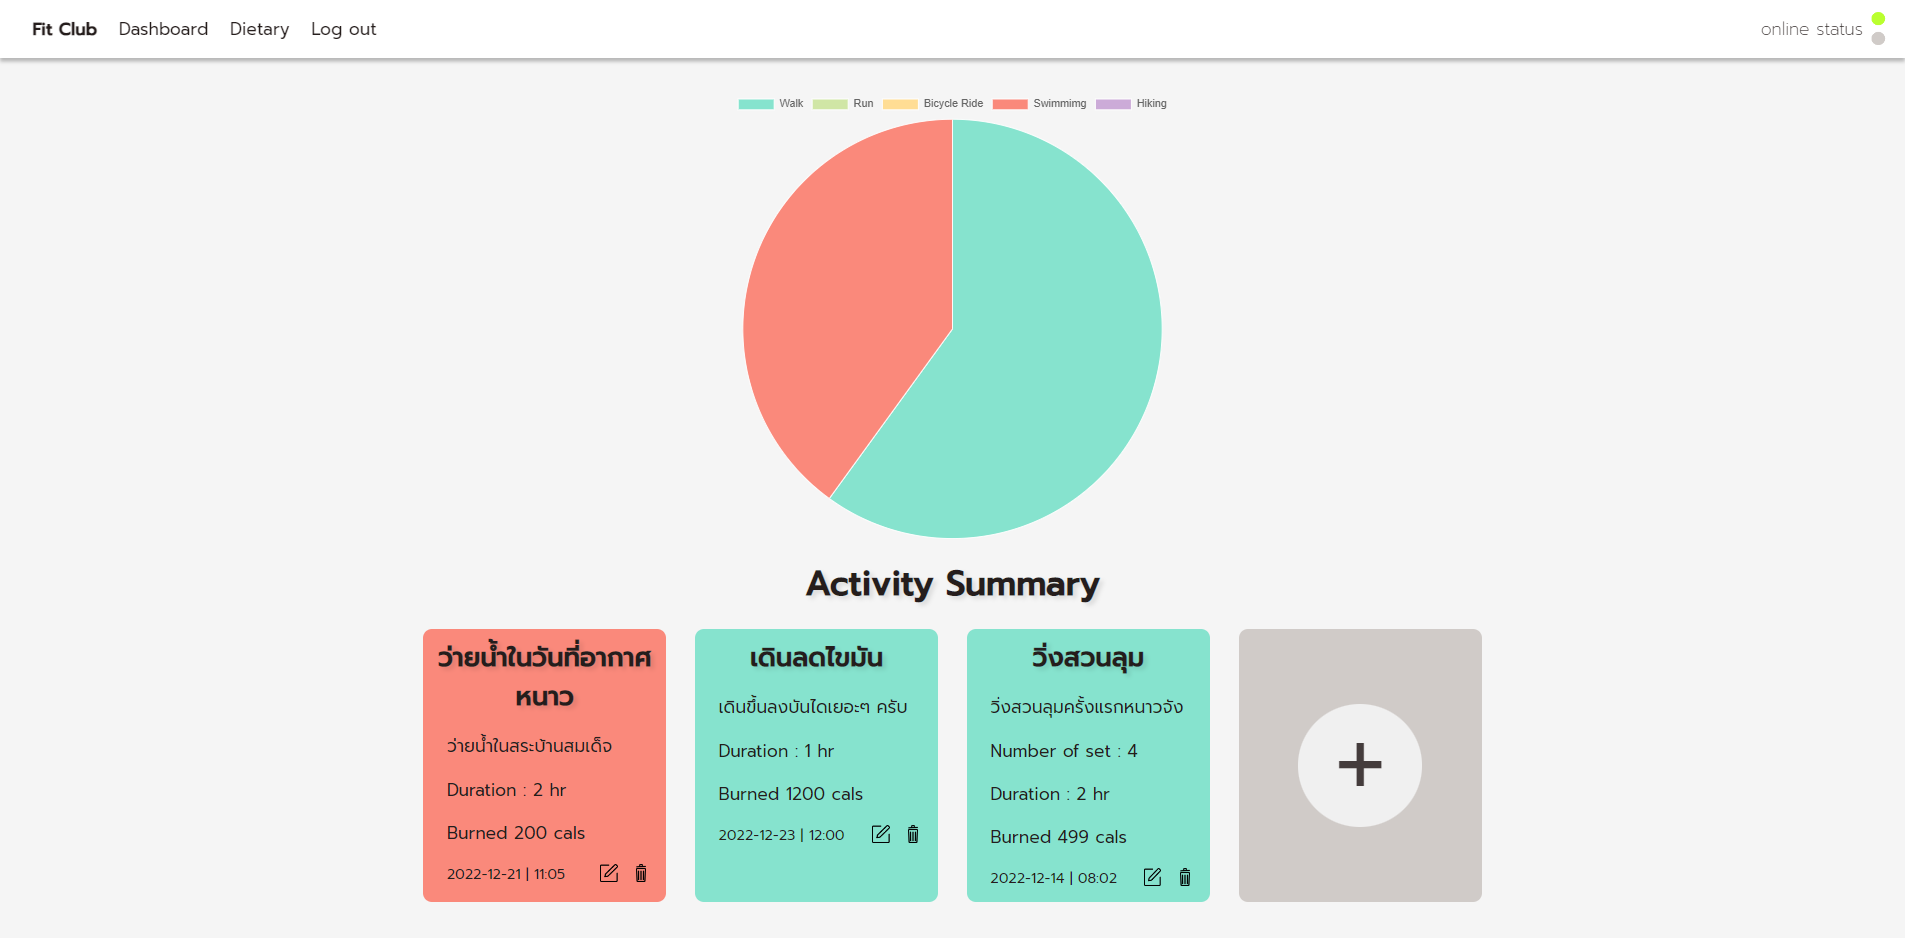 Fit Club Dashboard Dietary Log out online status
Walk Run Bicycle Ride Swimmimg Hiking
Activity Summary
ว่ายน้ำในวันที่อากาศ
หนาว
ว่ายน้ำในสระบ้านสมเด็จ
Duration : 2 hr
Burned 200 cals
2022-12-21 | 11:05
เดินลดไขมัน
เดินขึ้นลงบันไดเยอะๆ ครับ
Duration : 1 hr
Burned 1200 cals
2022-12-23 | 12:00
วิ่งสวนลุม
วิ่งสวนลุมครั้งแรกหนาวจัง
Number of set : 4
Duration : 2 hr
Burned 499 cals
2022-12-14 | 08:02
+